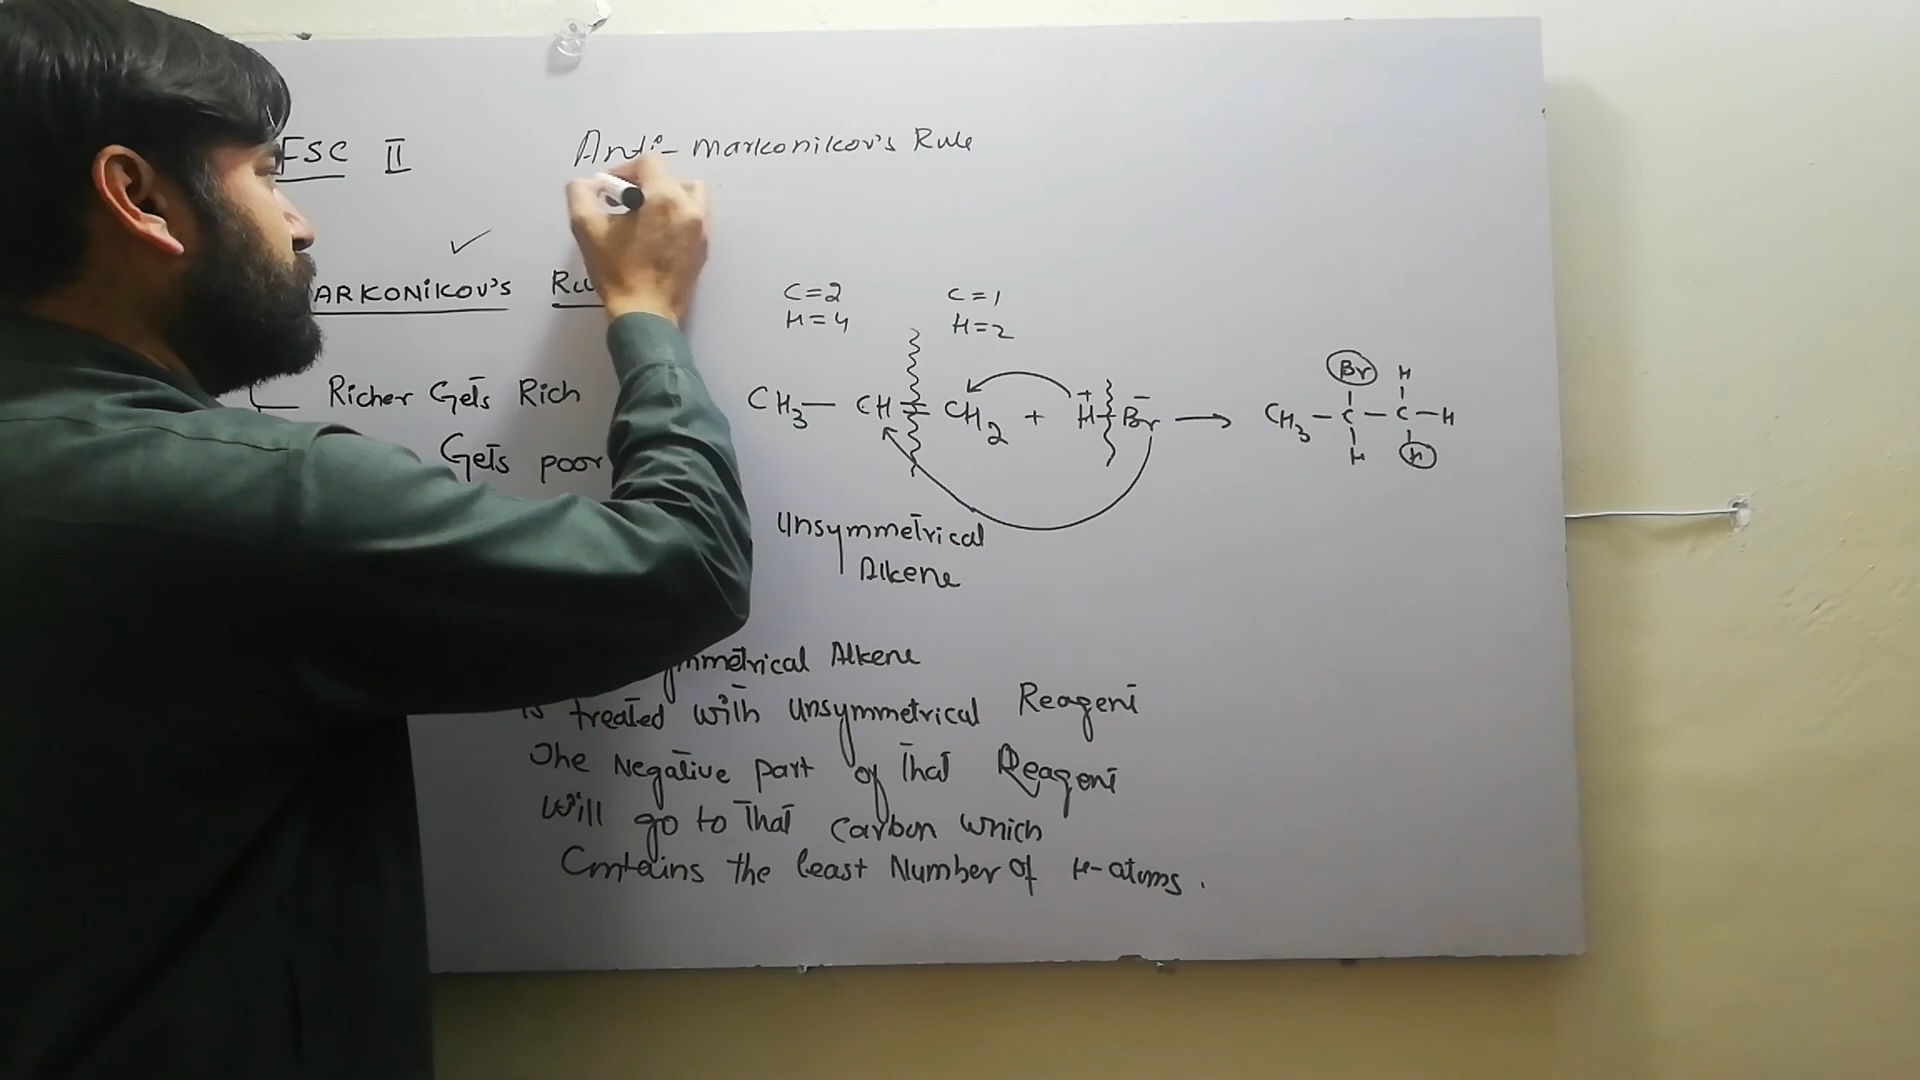 FSC II
Anti-Markonikov's Rule
ARKONIKOV'S Ru
Richer Gets Rich
Gets poor
C=2 C=1
H=4 H=2
CH3— CH = CH2 + H+ Br- →
Br H
CH3 – C – C – H
H H
Unsymmetrical
Alkene
mmetrical Alkene
is treated with Unsymmetrical Reagent
The Negative part of That Reagent
Will go to That Carbon which
Contains the least Number of H-atoms.